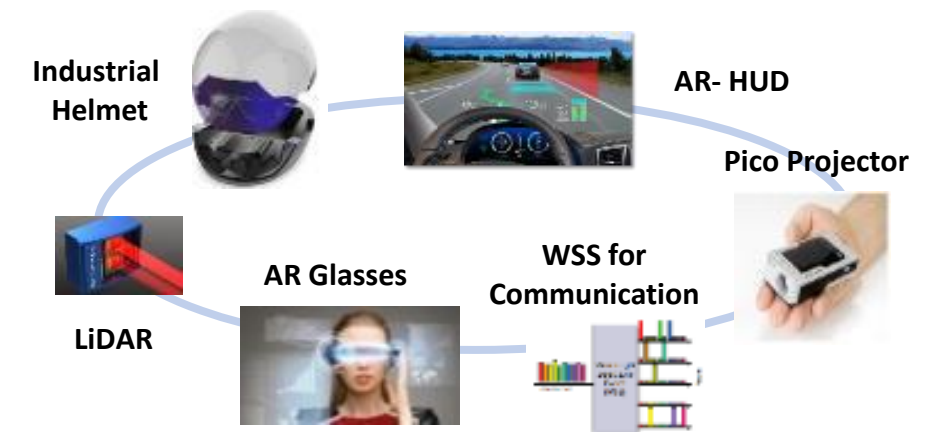 Industrial
Helmet
AR- HUD
Pico Projector
WSS for
Communication
AR Glasses
LiDAR